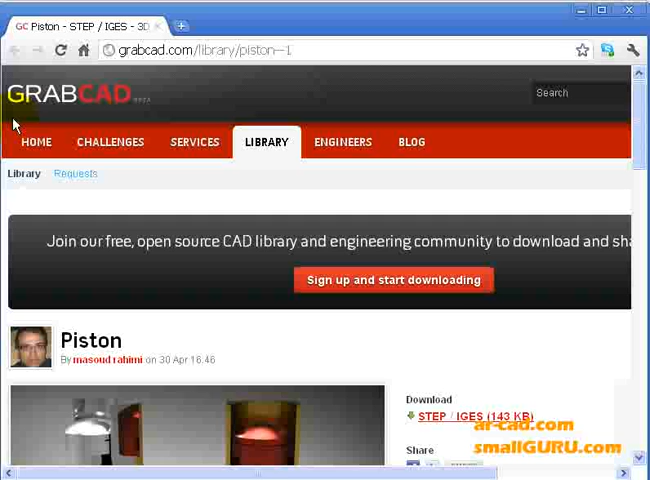 GC Piston - STEP / IGES - 3D
grabcad.com/library/piston--1
GRABCAD BETA
Search
HOME CHALLENGES SERVICES LIBRARY ENGINEERS BLOG
Library Requests
Join our free, open source CAD library and engineering community to download and sha
Sign up and start downloading
Piston
By masoud rahimi on 30 Apr 16:46
Download
STEP / IGES (143 KB)
ar-cad.com
smallGURU.com
Share